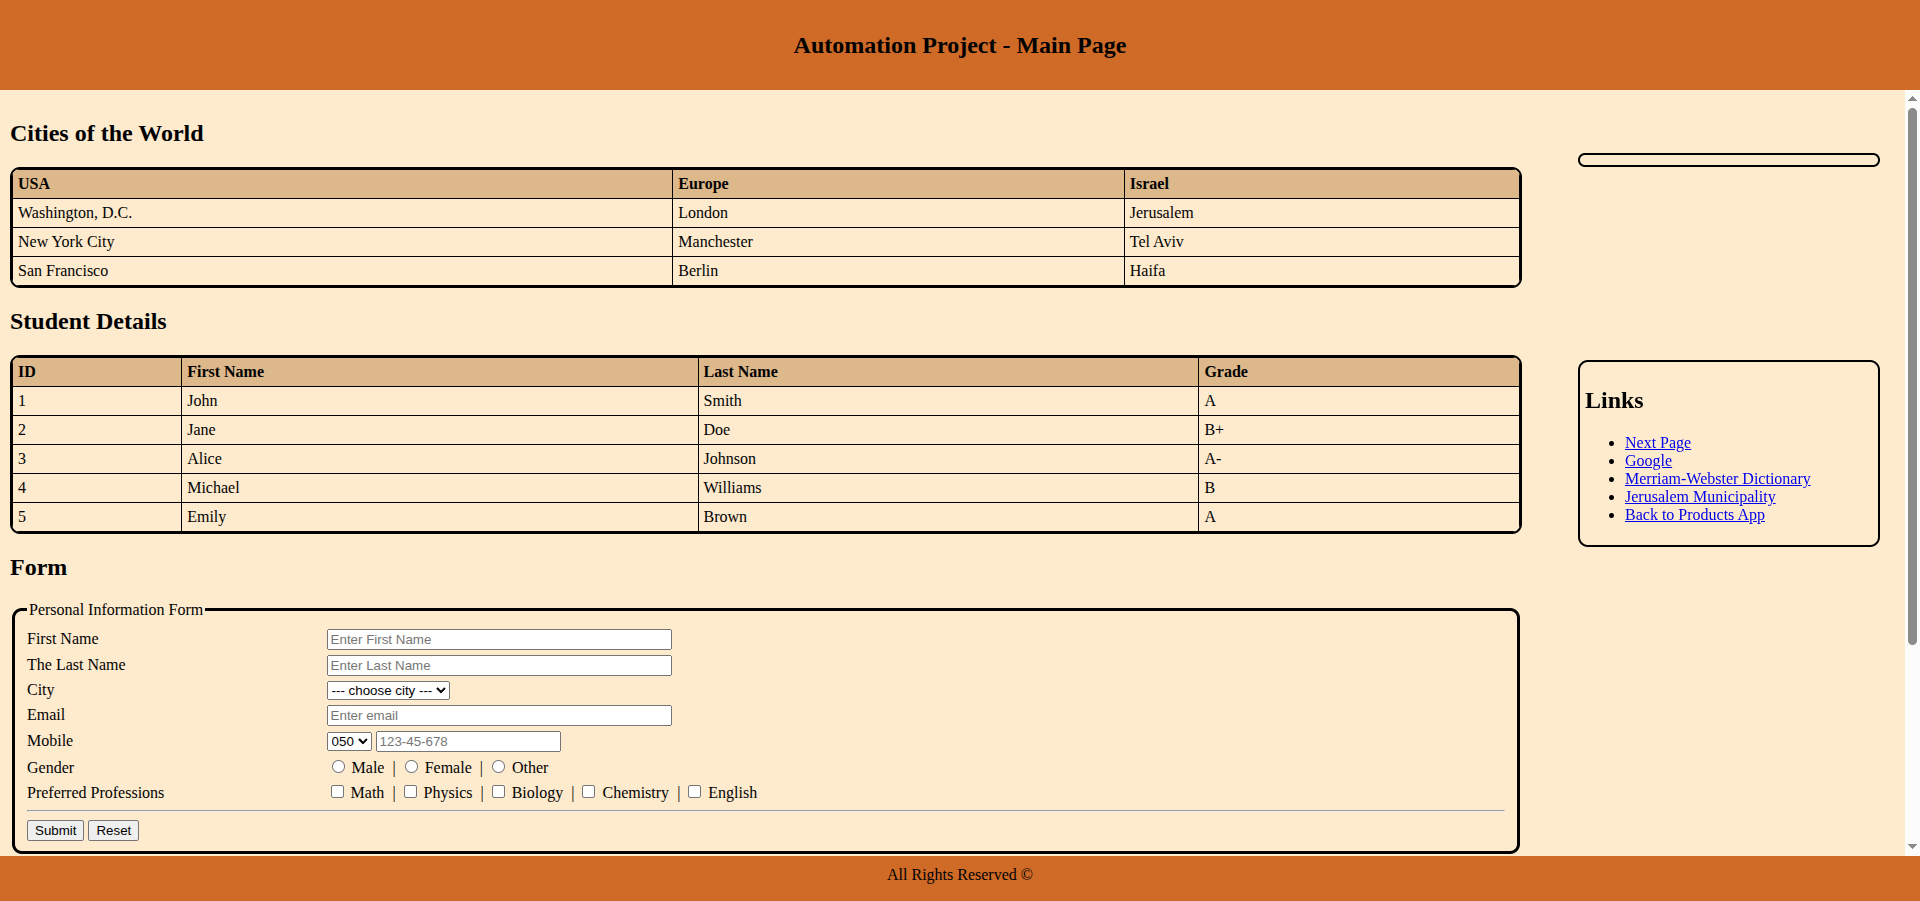 Automation Project - Main Page
Cities of the World
USA Europe Israel
Washington, D.C. London Jerusalem
New York City Manchester Tel Aviv
San Francisco Berlin Haifa
Student Details
ID First Name Last Name Grade
1 John Smith A
2 Jane Doe B+
3 Alice Johnson A-
4 Michael Williams B
5 Emily Brown A
Links
Next Page
Google
Merriam-Webster Dictionary
Jerusalem Municipality
Back to Products App
Form
Personal Information Form
First Name Enter First Name
The Last Name Enter Last Name
City --- choose city ---
Email Enter email
Mobile 050 123-45-678
Gender Male | Female | Other
Preferred Professions Math | Physics | Biology | Chemistry | English
Submit Reset
All Rights Reserved ©